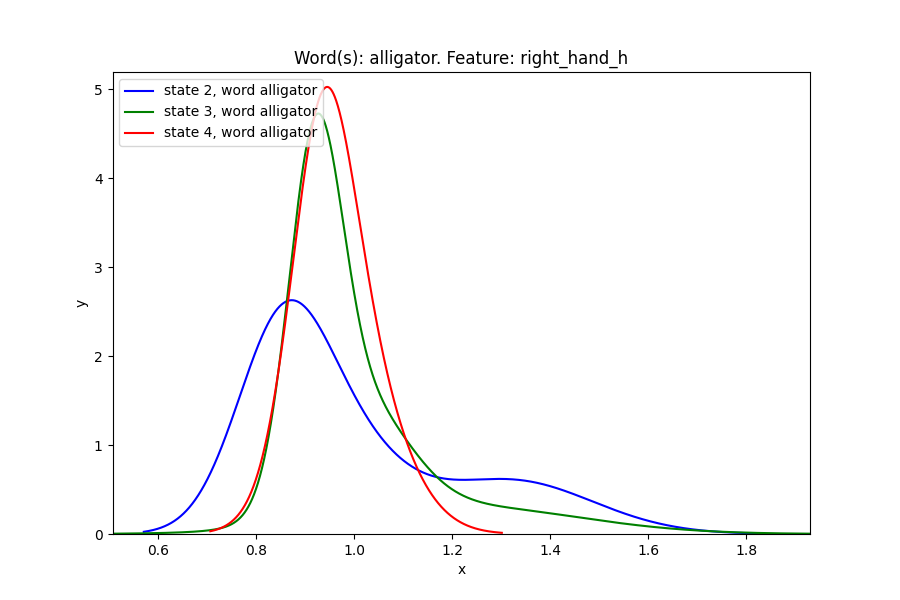 Word(s): alligator. Feature: right_hand_h
state 2, word alligator
state 3, word alligator
state 4, word alligator
5
4
3
2
1
0
y
0.6 0.8 1.0 1.2 1.4 1.6 1.8
x